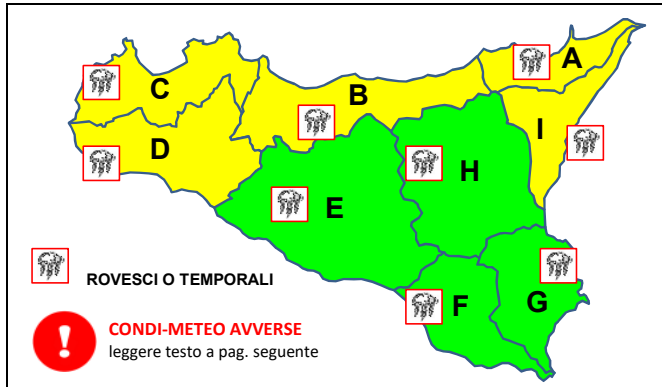 A
C
B
I
D
H
E
F
G
ROVESCI O TEMPORALI
CONDI-METEO AVVERSE
leggere testo a pag. seguente